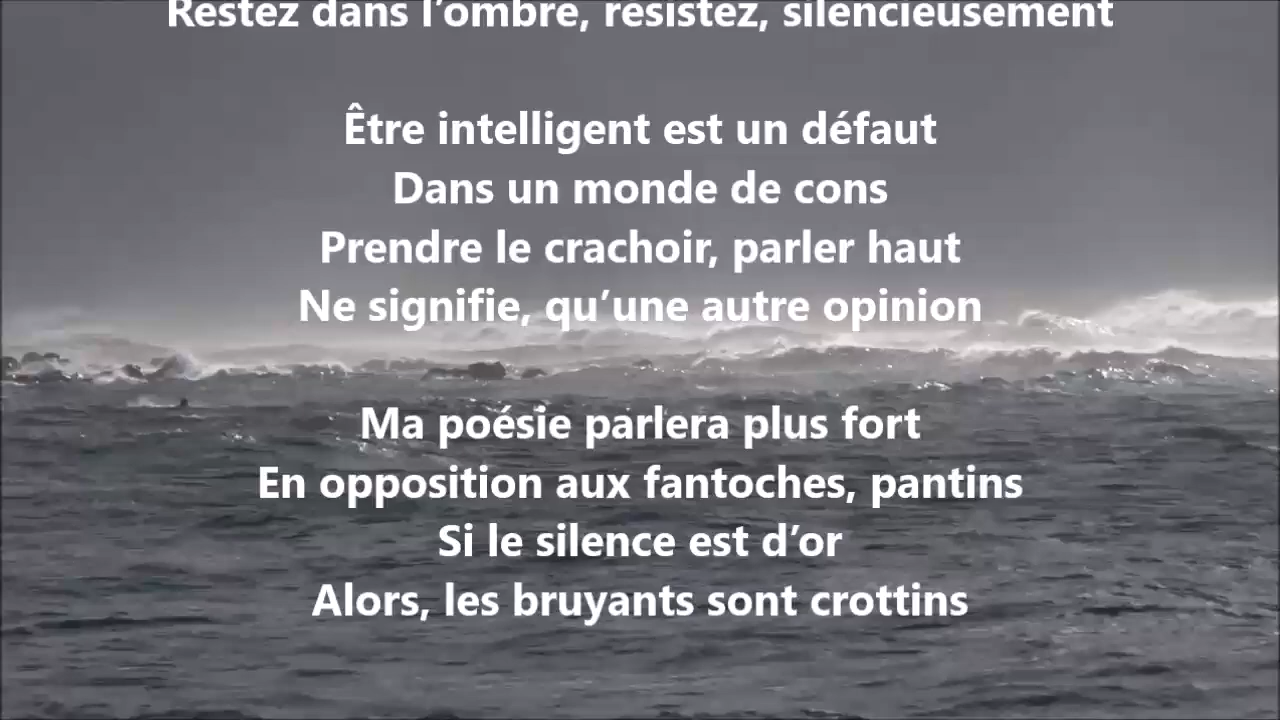 Restez dans l’ombre, résistez, silencieusement
Être intelligent est un défaut
Dans un monde de cons
Prendre le crachoir, parler haut
Ne signifie, qu’une autre opinion
Ma poésie parlera plus fort
En opposition aux fantoches, pantins
Si le silence est d’or
Alors, les bruyants sont crottins